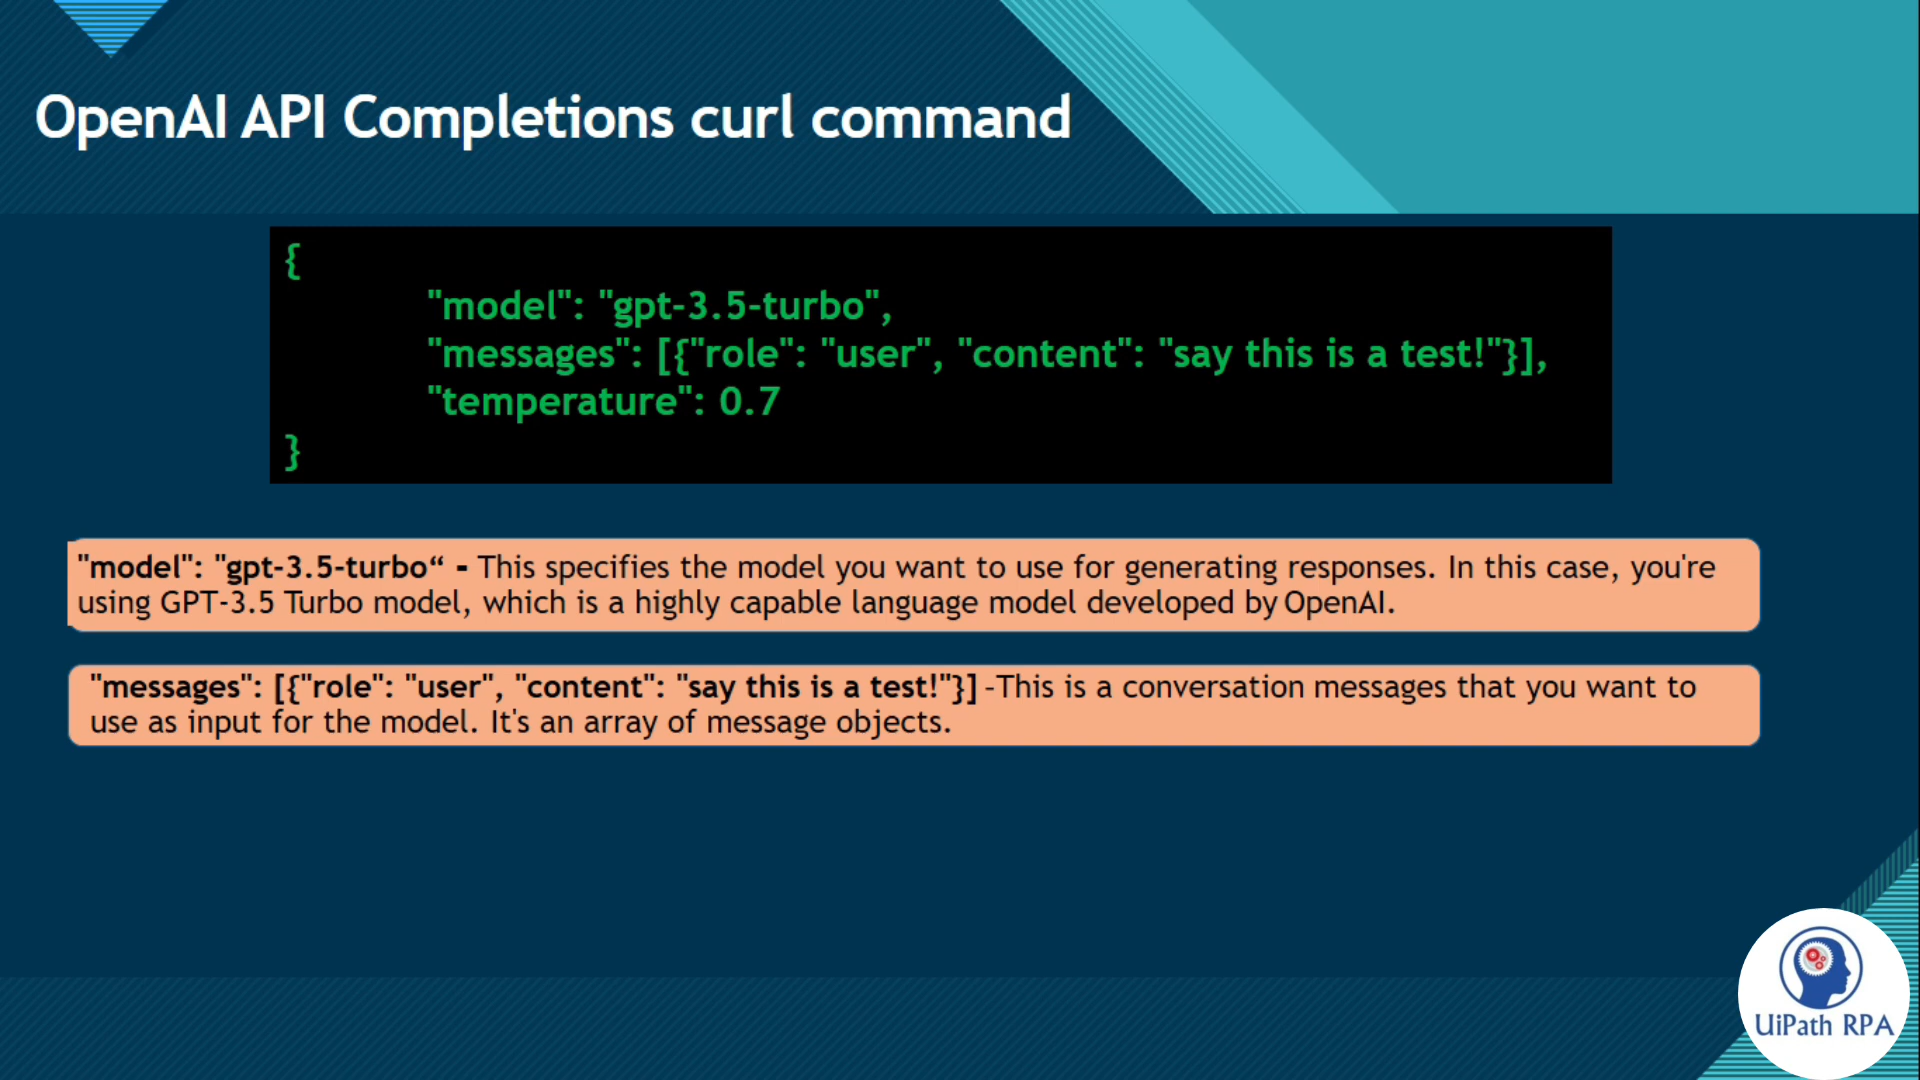 OpenAI API Completions curl command
{
"model": "gpt-3.5-turbo",
"messages": [{"role": "user", "content": "say this is a test!"}],
"temperature": 0.7
}
"model": "gpt-3.5-turbo“ - This specifies the model you want to use for generating responses. In this case, you're
using GPT-3.5 Turbo model, which is a highly capable language model developed by OpenAI.
"messages": [{"role": "user", "content": "say this is a test!"}] -This is a conversation messages that you want to
use as input for the model. It's an array of message objects.
UiPath RPA